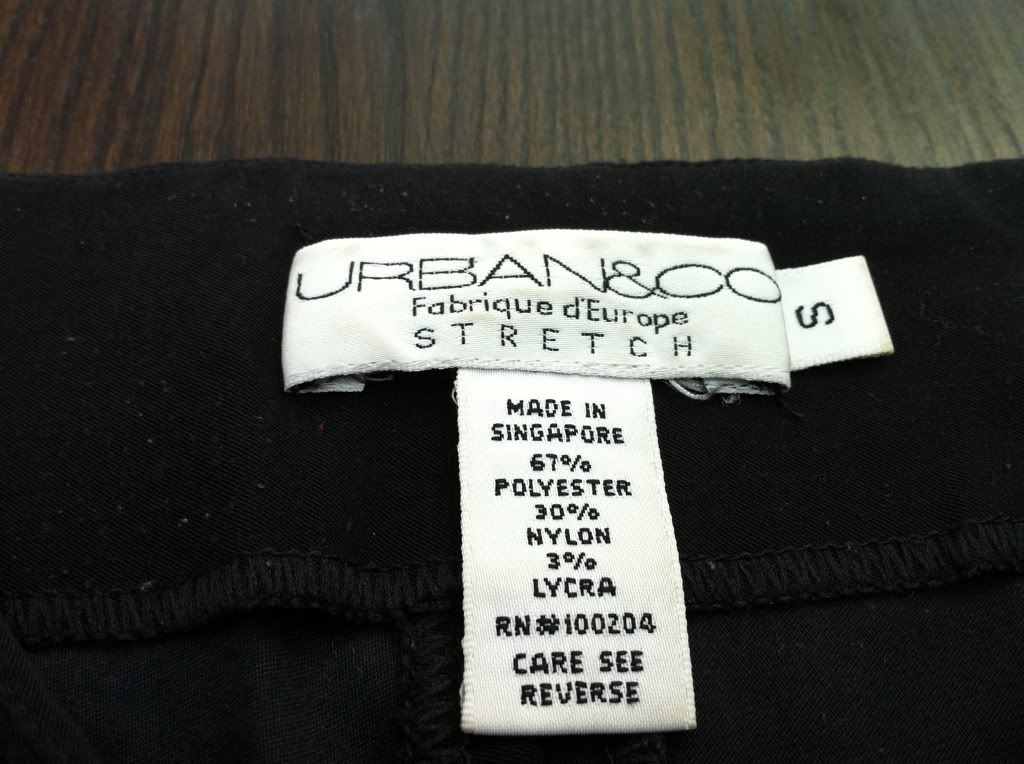 URBAN&CO
Fabrique d'Europe
STRETCH
S
MADE IN
SINGAPORE
67%
POLYESTER
30%
NYLON
3%
LYCRA
RN#100204
CARE SEE
REVERSE